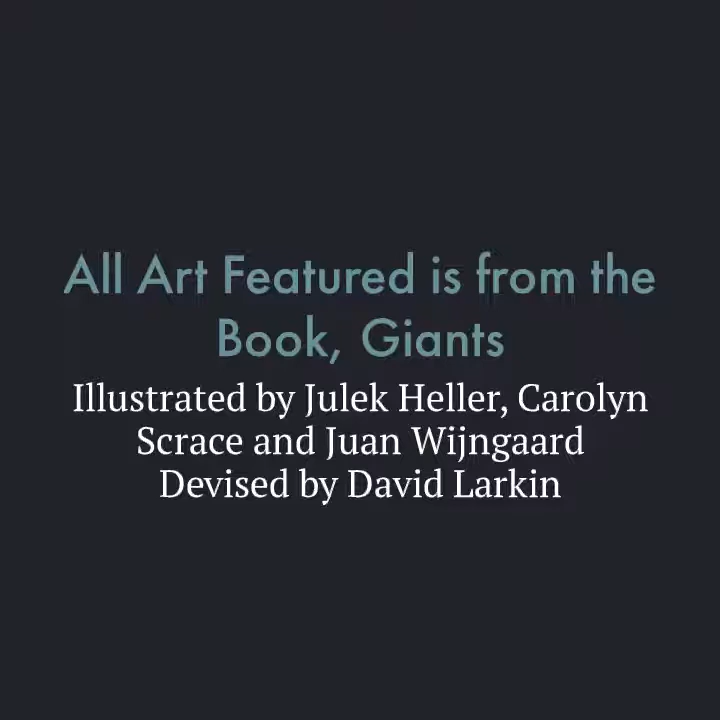 All Art Featured is from the
Book, Giants
Illustrated by Julek Heller, Carolyn
Scrace and Juan Wijngaard
Devised by David Larkin